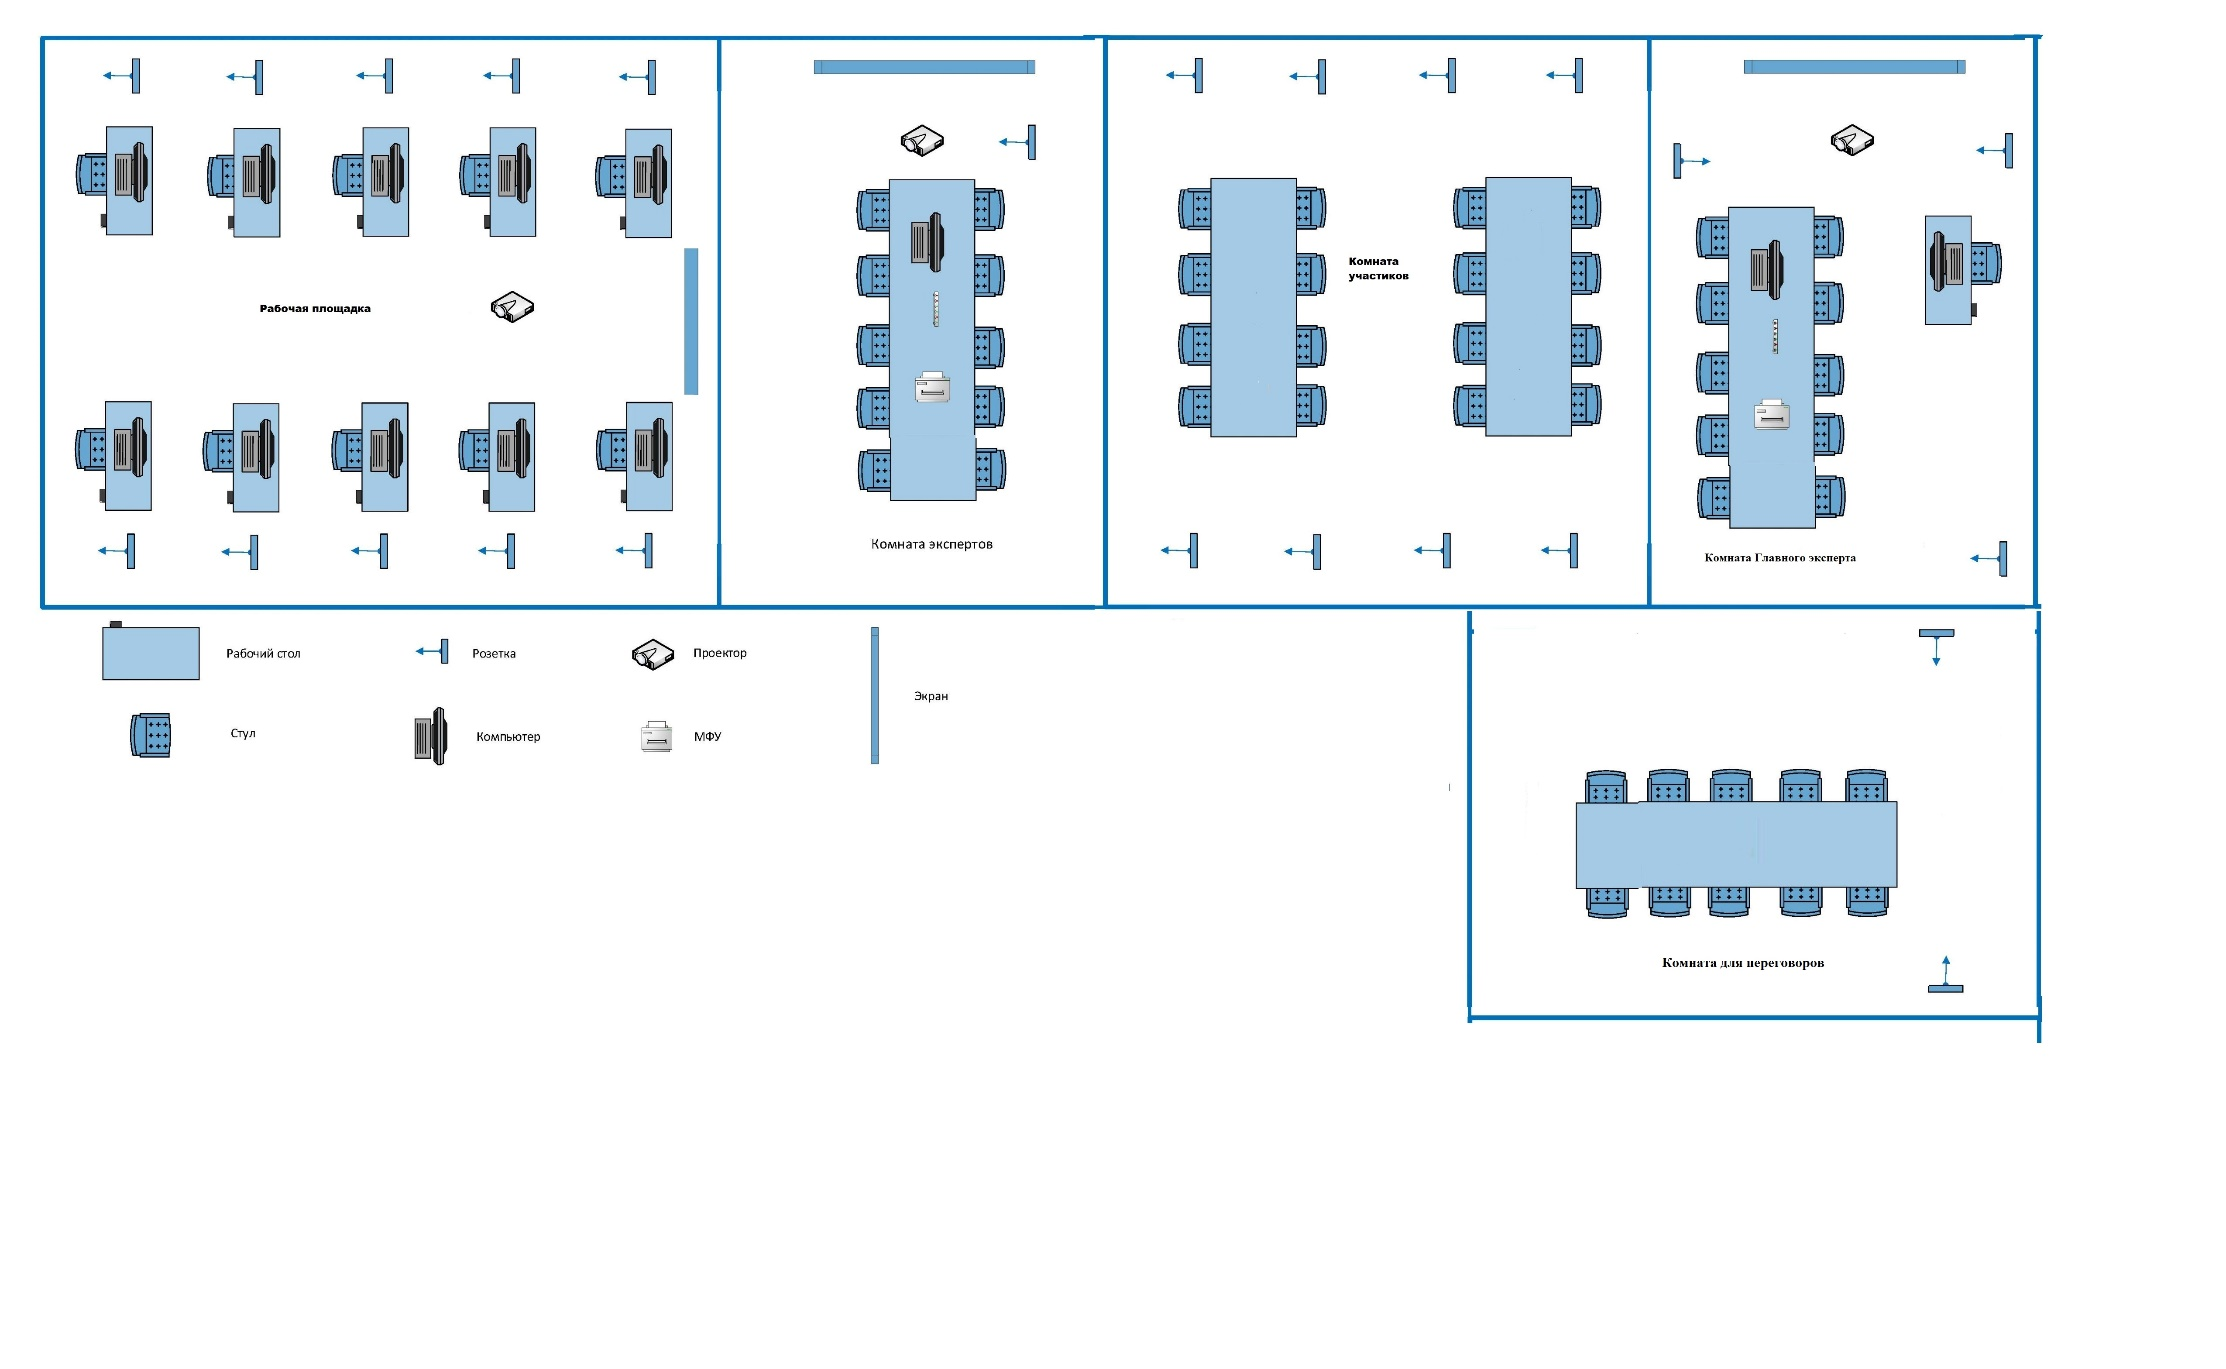 Рабочая площадка
Комната экспертов
Комната
участиков
Комната Главного эксперта
Рабочий стол
Розетка
Проектор
Экран
Стул
Компьютер
МФУ
Комната для переговоров